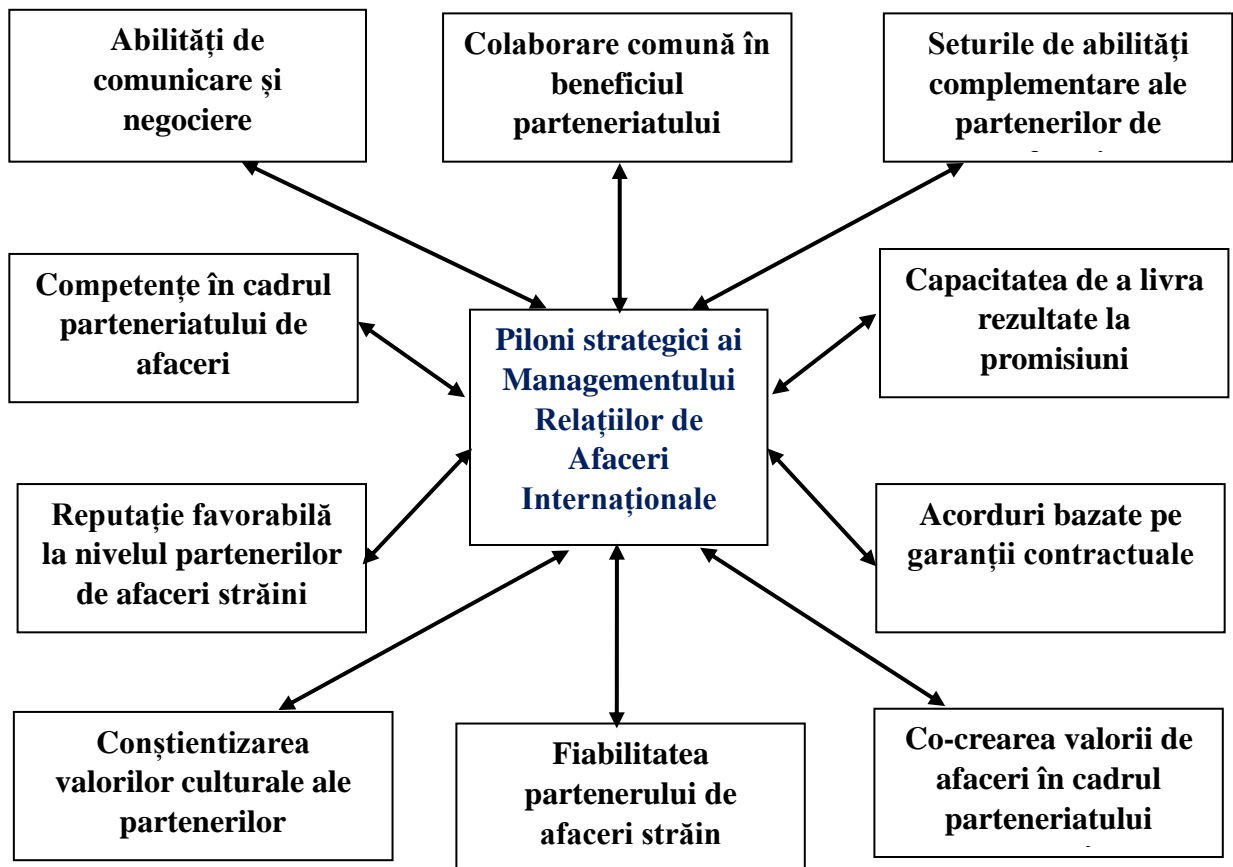 Abilități de
comunicare și
negociere
Colaborare comună în
beneficiul
parteneriatului
Seturile de abilități
complementare ale
partenerilor de
Competențe în cadrul
parteneriatului de
afaceri
Piloni strategici ai
Managementului
Relațiilor de
Afaceri
Internaționale
Capacitatea de a livra
rezultate la
promisiuni
Reputație favorabilă
la nivelul partenerilor
de afaceri străini
Acorduri bazate pe
garanții contractuale
Conștientizarea
valorilor culturale ale
partenerilor
Fiabilitatea
partenerului de
afaceri străin
Co-crearea valorii de
afaceri în cadrul
parteneriatului